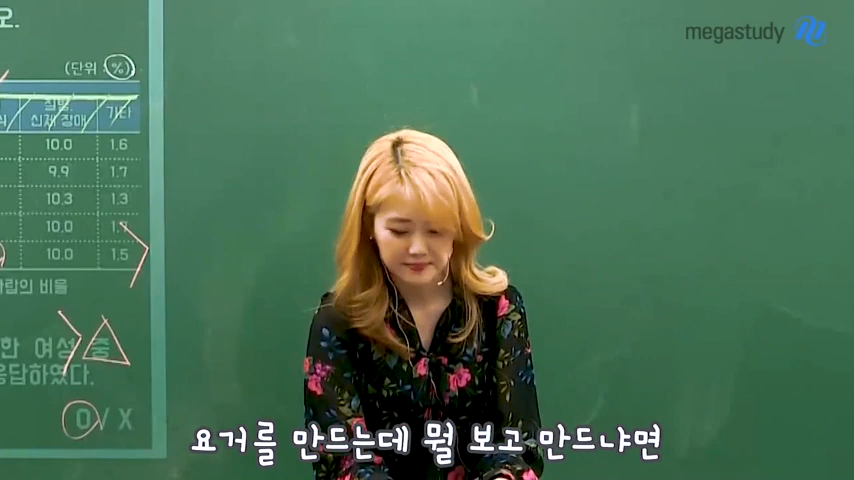 오.
megastudy
(단위 : %)
질병, 기타
신체 장애
10.0 1.6
9.9 1.7
10.3 1.3
10.0 1.7
10.0 1.5
사람의 비율
한 여성 중
응답하였다.
O / X
요거를 만드는데 뭘 보고 만드냐면